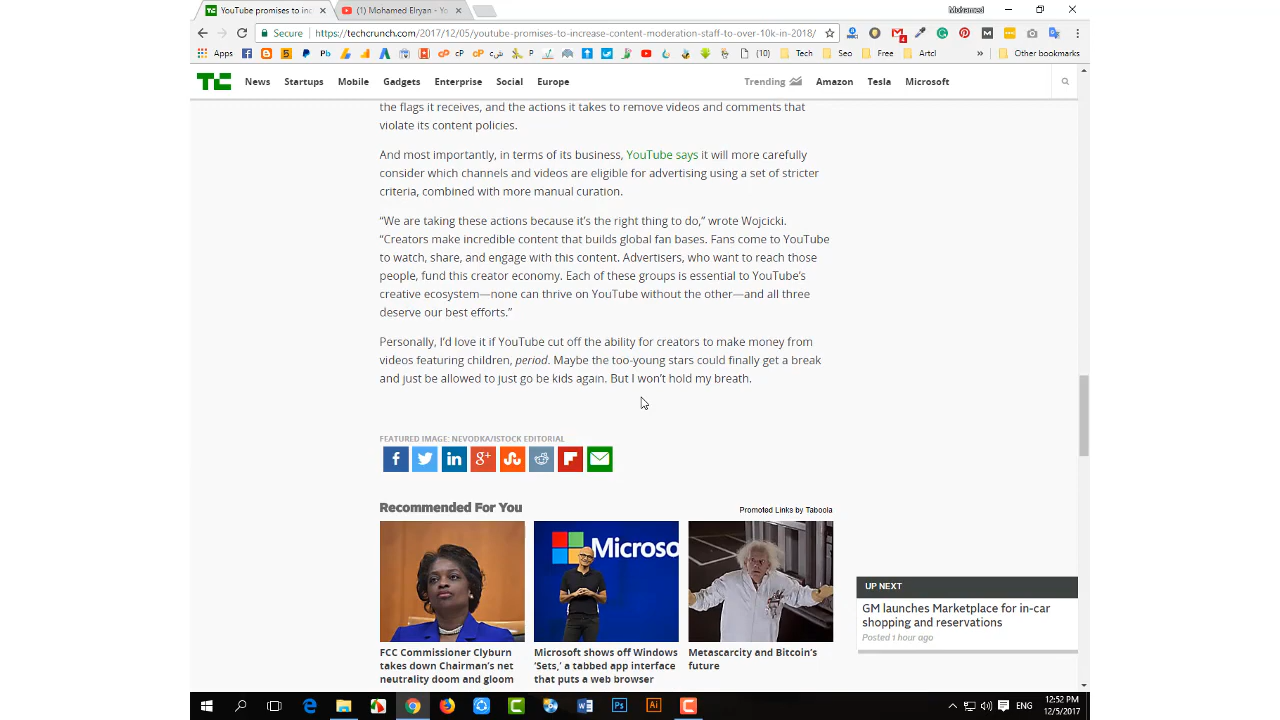 YouTube promises to inc
(1) Mohamed Elryan - Yo
Mohamed
Secure
https://techcrunch.com/2017/12/05/youtube-promises-to-increase-content-moderation-staff-to-over-10k-in-2018/
4
Apps
Pb
cP
cP
P
(10)
Tech
Seo
Free
Artcl
»
Other bookmarks
TC
News
Startups
Mobile
Gadgets
Enterprise
Social
Europe
Trending
Amazon
Tesla
Microsoft
the flags it receives, and the actions it takes to remove videos and comments that
violate its content policies.
And most importantly, in terms of its business, YouTube says it will more carefully
consider which channels and videos are eligible for advertising using a set of stricter
criteria, combined with more manual curation.
“We are taking these actions because it’s the right thing to do,” wrote Wojcicki.
“Creators make incredible content that builds global fan bases. Fans come to YouTube
to watch, share, and engage with this content. Advertisers, who want to reach those
people, fund this creator economy. Each of these groups is essential to YouTube’s
creative ecosystem—none can thrive on YouTube without the other—and all three
deserve our best efforts.”
Personally, I’d love it if YouTube cut off the ability for creators to make money from
videos featuring children, period. Maybe the too-young stars could finally get a break
and just be allowed to just go be kids again. But I won’t hold my breath.
FEATURED IMAGE: NEVODKA/ISTOCK EDITORIAL
Recommended For You
Promoted Links by Taboola
Microso
FCC Commissioner Clyburn
takes down Chairman’s net
neutrality doom and gloom
Microsoft shows off Windows
‘Sets,’ a tabbed app interface
that puts a web browser
Metascarcity and Bitcoin’s
future
UP NEXT
GM launches Marketplace for in-car
shopping and reservations
Posted 1 hour ago
ENG
12:52 PM
12/5/2017